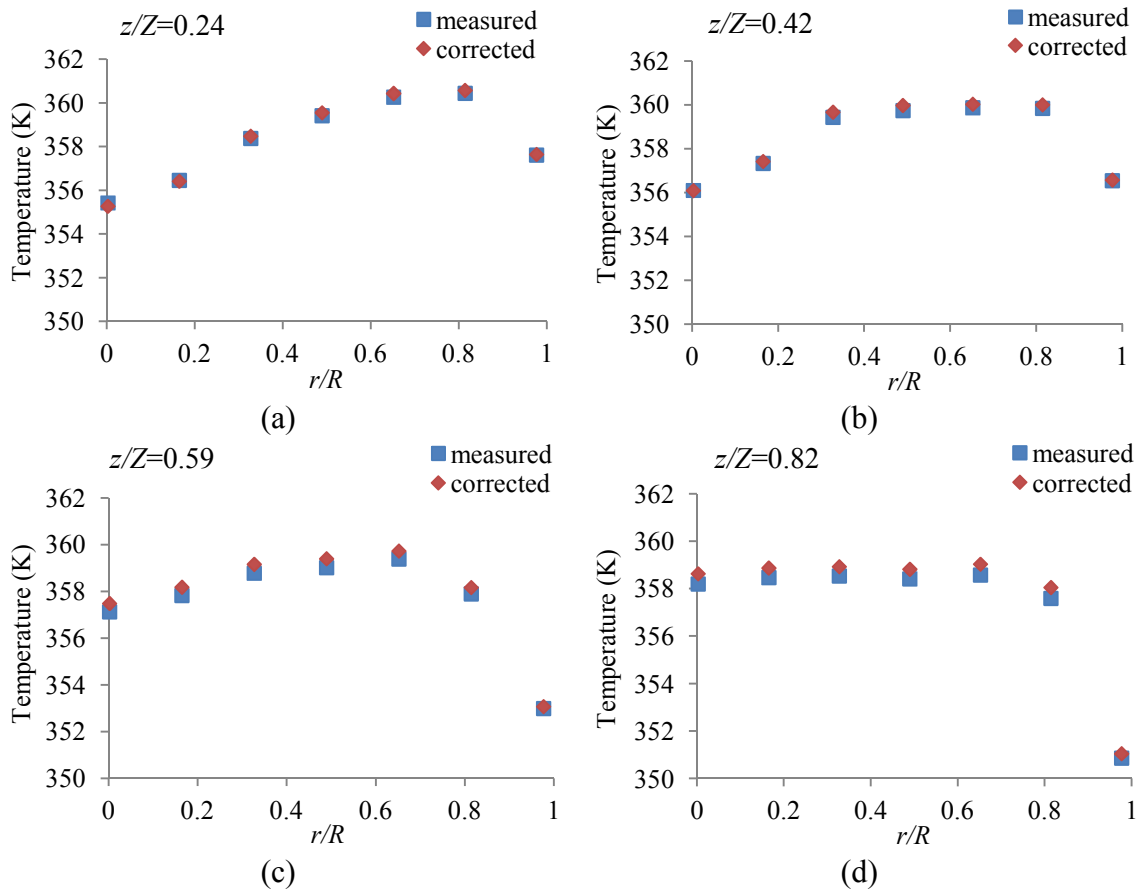 z/Z=0.24
measured
corrected
Temperature (K)
362
360
358
356
354
352
350
0
0.2
0.4
0.6
0.8
1
r/R
(a)
z/Z=0.42
measured
corrected
Temperature (K)
362
360
358
356
354
352
350
0
0.2
0.4
0.6
0.8
1
r/R
(b)
z/Z=0.59
measured
corrected
Temperature (K)
362
360
358
356
354
352
350
0
0.2
0.4
0.6
0.8
1
r/R
(c)
z/Z=0.82
measured
corrected
Temperature (K)
362
360
358
356
354
352
350
0
0.2
0.4
0.6
0.8
1
r/R
(d)